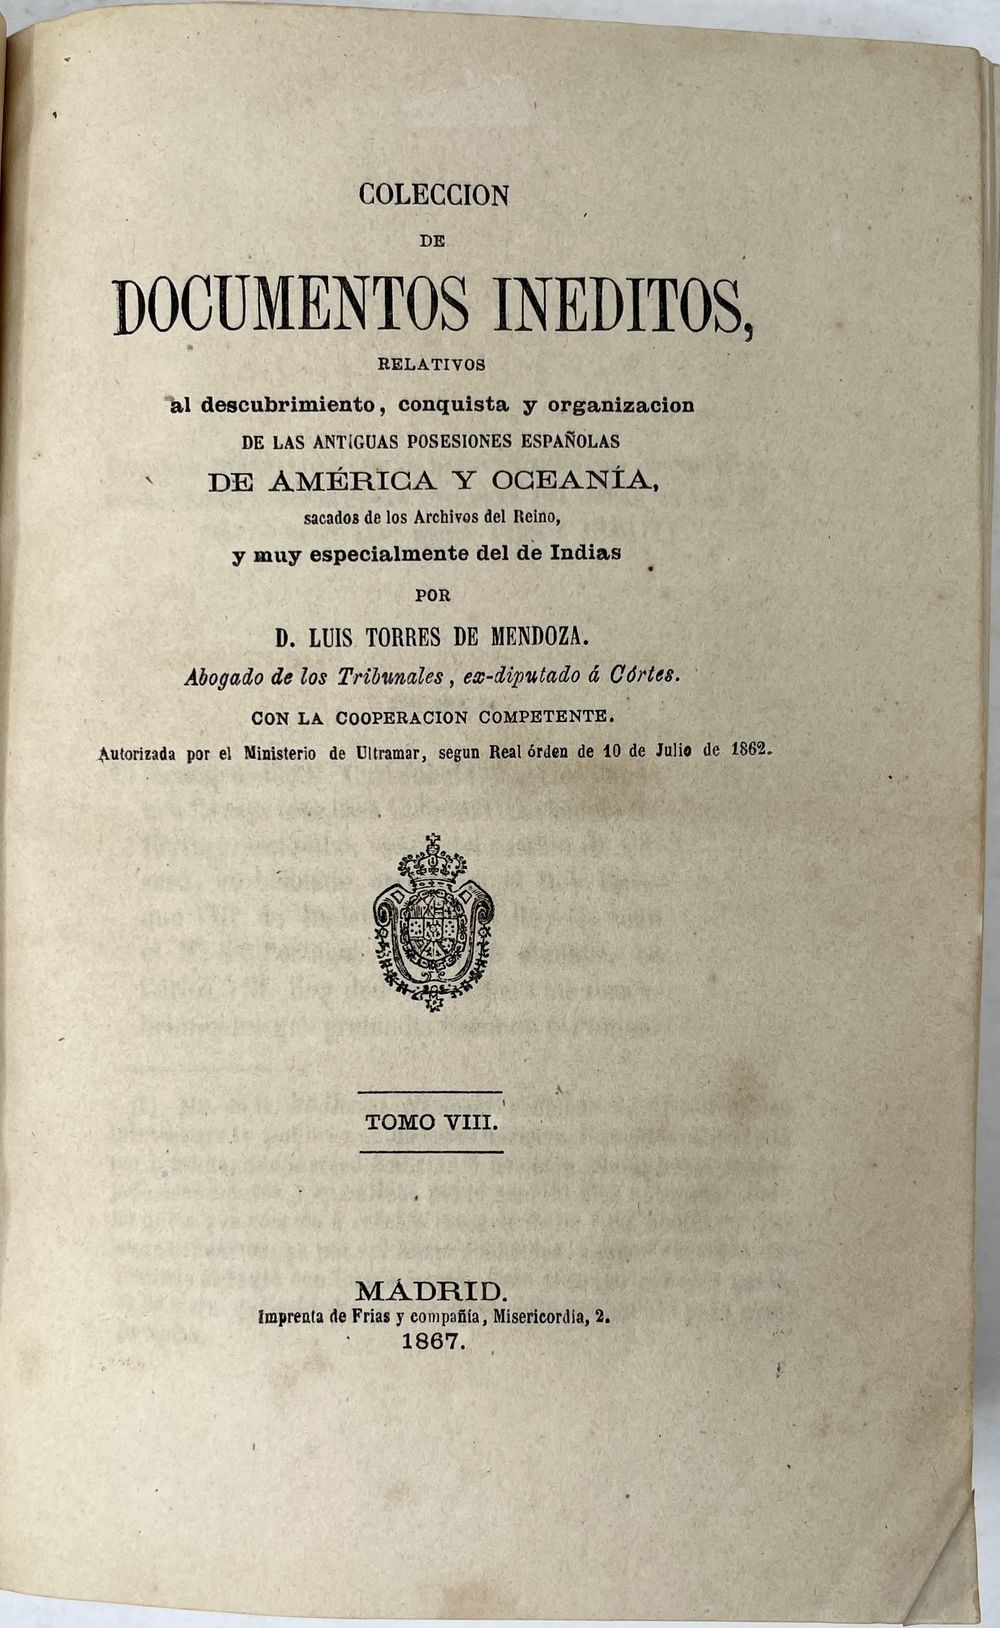 COLECCION
DE
DOCUMENTOS INEDITOS,
RELATIVOS
al descubrimiento, conquista y organizacion
DE LAS ANTIGUAS POSESIONES ESPAÑOLAS
DE AMÉRICA Y OCEANÍA,
sacados de los Archivos del Reino,
y muy especialmente del de Indias
POR
D. LUIS TORRES DE MENDOZA.
Abogado de los Tribunales, ex-diputado á Córtes.
CON LA COOPERACION COMPETENTE.
Autorizada por el Ministerio de Ultramar, segun Real órden de 10 de Julio de 1862.
TOMO VIII.
MADRID.
Imprenta de Frias y compañía, Misericordia, 2.
1867.